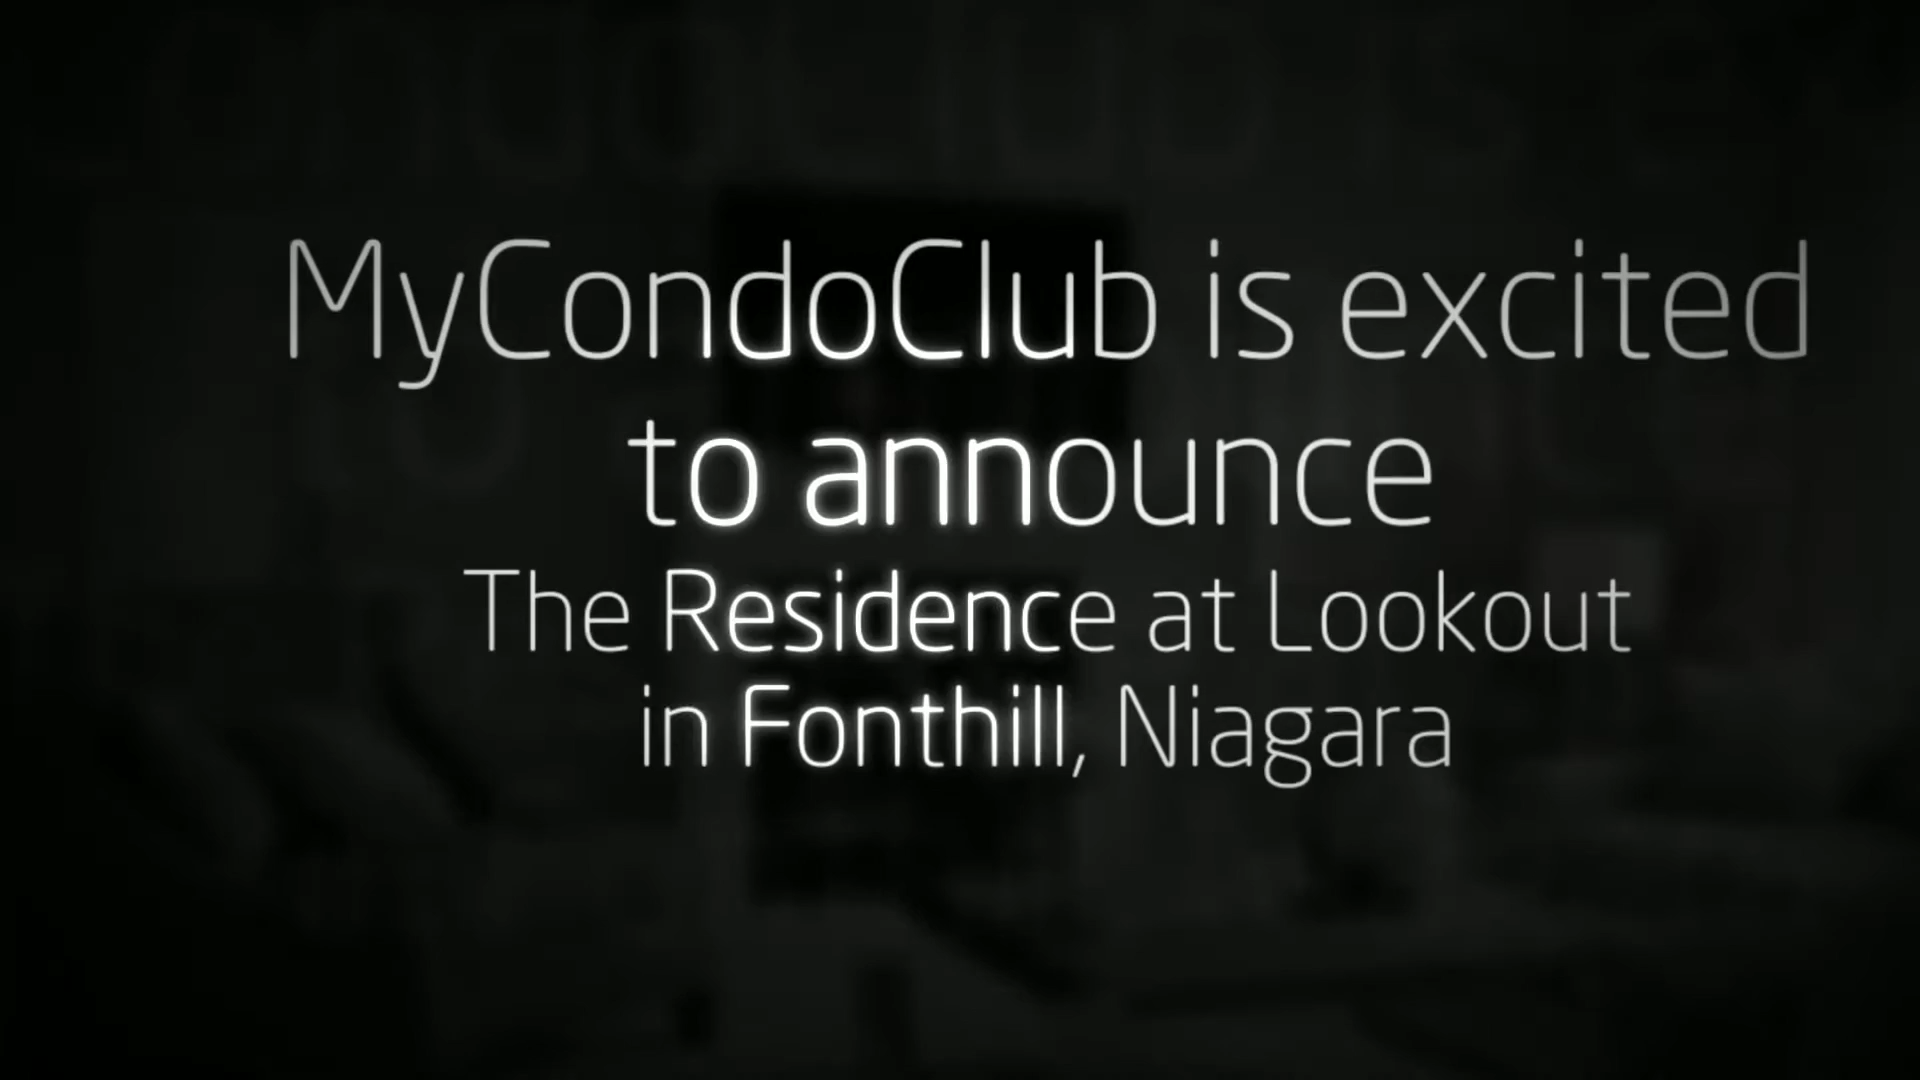 MyCondoClub is excited
to announce
The Residence at Lookout
in Fonthill, Niagara